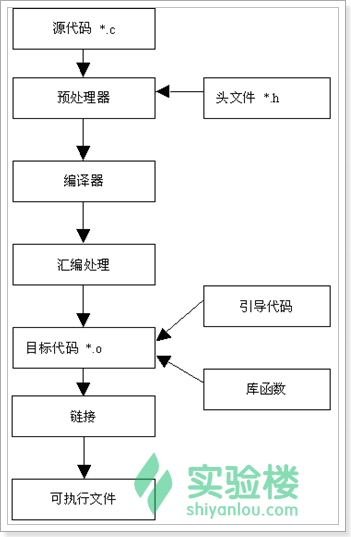 源代码 *.c
预处理器
头文件 *.h
编译器
汇编处理
引导代码
目标代码 *.o
库函数
链接
可执行文件
实验楼
shiyanlou.com